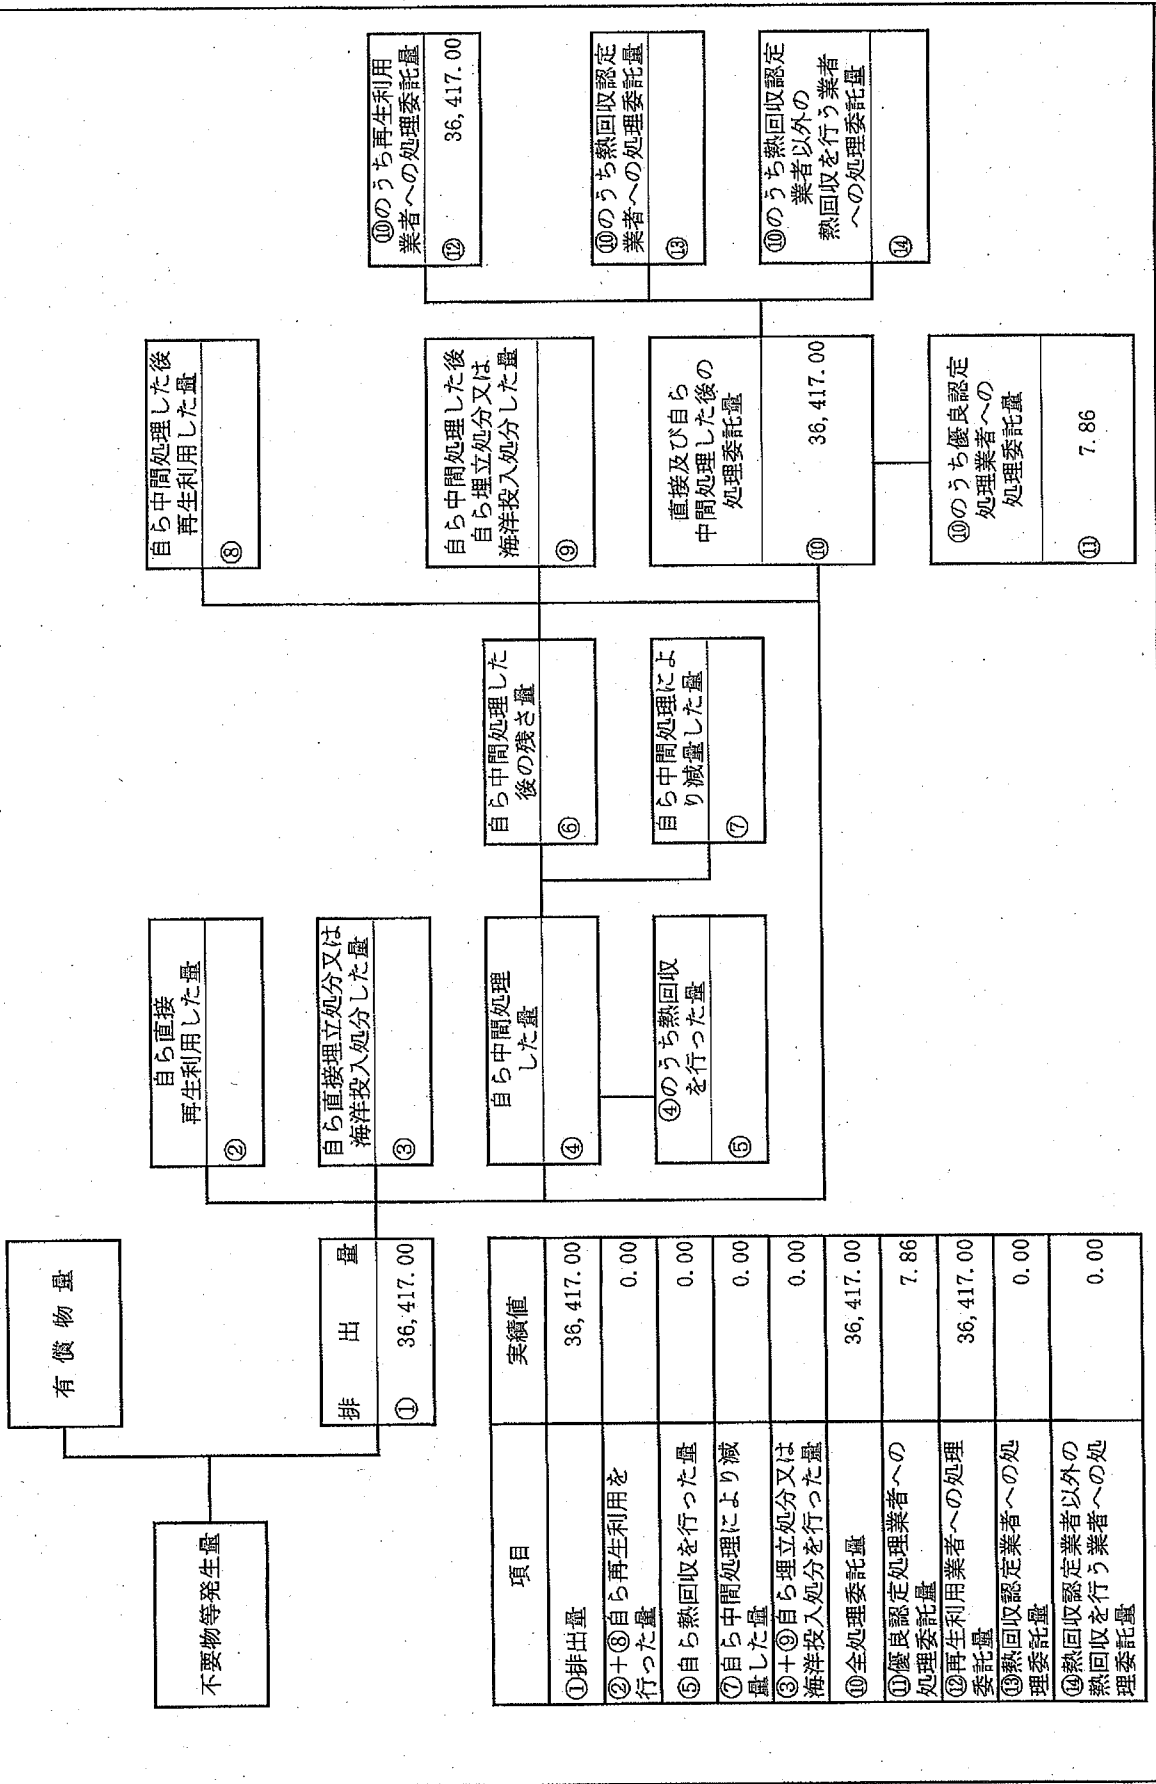 不要物等発生量
有償物量
排出量
① 36,417.00
自ら直接
再生利用した量
②
自ら直接埋立処分又は
海洋投入処分した量
③
自ら中間処理
した量
④
④のうち熱回収
を行った量
⑤
自ら中間処理した
後の残さ量
⑥
自ら中間処理によ
り減量した量
⑦
自ら中間処理した後
再生利用した量
⑧
自ら中間処理した後
自ら埋立処分又は
海洋投入処分した量
⑨
直接及び自ら
中間処理した後の
処理委託量
⑩ 36,417.00
⑩のうち優良認定
処理業者への
処理委託量
⑪ 7.86
⑩のうち再生利用
業者への処理委託量
⑫ 36,417.00
⑩のうち熱回収認定
業者への処理委託量
⑬
⑩のうち熱回収認定
業者以外の
熱回収を行う業者
への処理委託量
⑭
項目 実績値
①排出量 36,417.00
②+⑧自ら再生利用を
行った量 0.00
⑤自ら熱回収を行った量 0.00
⑦自ら中間処理により減
量した量 0.00
③+⑨自ら埋立処分又は
海洋投入処分を行った量 0.00
⑩全処理委託量 36,417.00
⑪優良認定処理業者への
処理委託量 7.86
⑫再生利用業者への処理
委託量 36,417.00
⑬熱回収認定業者への処
理委託量 0.00
⑭熱回収認定業者以外の
熱回収を行う業者への処
理委託量 0.00